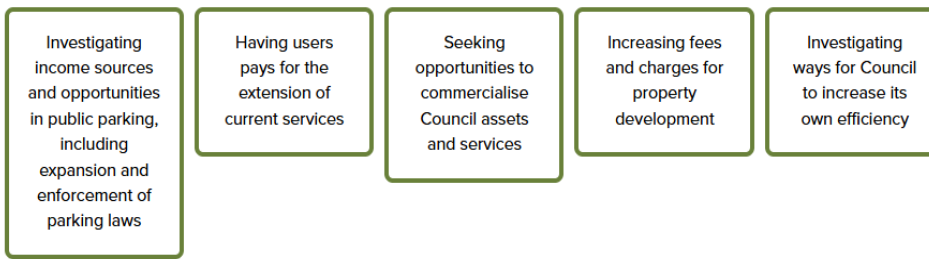 Investigating
income sources
and opportunities
in public parking,
including
expansion and
enforcement of
parking laws
Having users
pays for the
extension of
current services
Seeking
opportunities to
commercialise
Council assets
and services
Increasing fees
and charges for
property
development
Investigating
ways for Council
to increase its
own efficiency